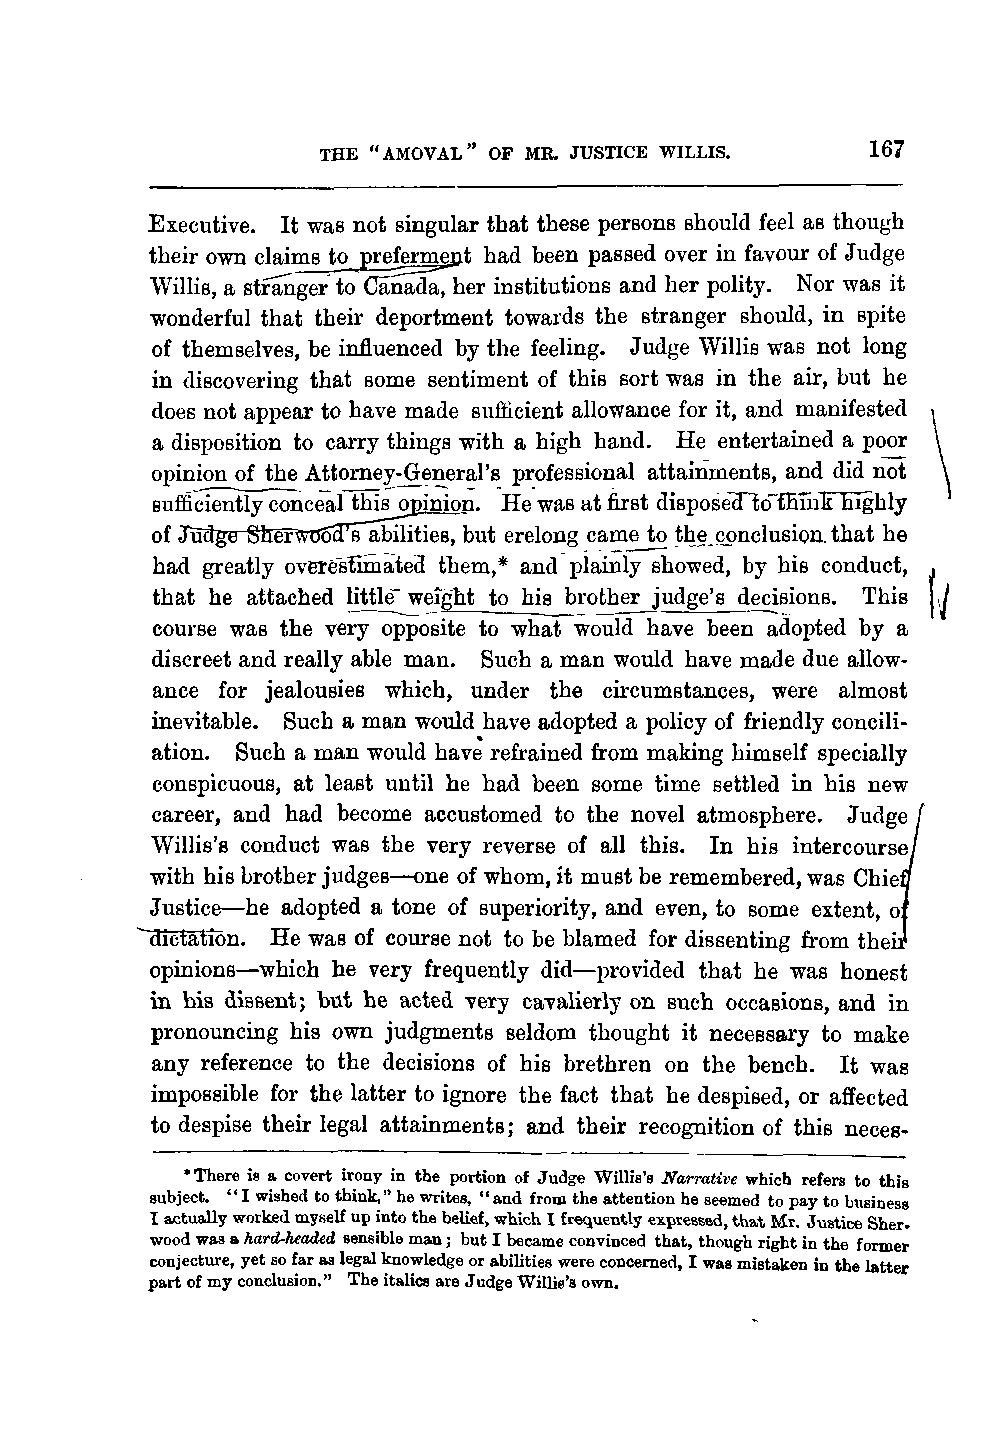 THE "AMOVAL" OF MR. JUSTICE WILLIS. 167
Executive. It was not singular that these persons should feel as though
their own claims to preferment had been passed over in favour of Judge
Willis, a stranger to Canada, her institutions and her polity. Nor was it
wonderful that their deportment towards the stranger should, in spite
of themselves, be influenced by the feeling. Judge Willis was not long
in discovering that some sentiment of this sort was in the air, but he
does not appear to have made sufficient allowance for it, and manifested
a disposition to carry things with a high hand. He entertained a poor
opinion of the Attorney-General's professional attainments, and did not
sufficiently conceal this opinion. He was at first disposed to think highly
of Judge Sherwood's abilities, but erelong came to the conclusion that he
had greatly overestimated them,* and plainly showed, by his conduct,
that he attached little weight to his brother judge's decisions. This
course was the very opposite to what would have been adopted by a
discreet and really able man. Such a man would have made due allow-
ance for jealousies which, under the circumstances, were almost
inevitable. Such a man would have adopted a policy of friendly concili-
ation. Such a man would have refrained from making himself specially
conspicuous, at least until he had been some time settled in his new
career, and had become accustomed to the novel atmosphere. Judge
Willis's conduct was the very reverse of all this. In his intercourse
with his brother judges—one of whom, it must be remembered, was Chief
Justice—he adopted a tone of superiority, and even, to some extent, of
dictation. He was of course not to be blamed for dissenting from their
opinions—which he very frequently did—provided that he was honest
in his dissent; but he acted very cavalierly on such occasions, and in
pronouncing his own judgments seldom thought it necessary to make
any reference to the decisions of his brethren on the bench. It was
impossible for the latter to ignore the fact that he despised, or affected
to despise their legal attainments; and their recognition of this neces-
*There is a covert irony in the portion of Judge Willis's Narrative which refers to this
subject. "I wished to think," he writes, "and from the attention he seemed to pay to business
I actually worked myself up into the belief, which I frequently expressed, that Mr. Justice Sher-
wood was a hard-headed sensible man; but I became convinced that, though right in the former
conjecture, yet so far as legal knowledge or abilities were concerned, I was mistaken in the latter
part of my conclusion." The italics are Judge Willis's own.